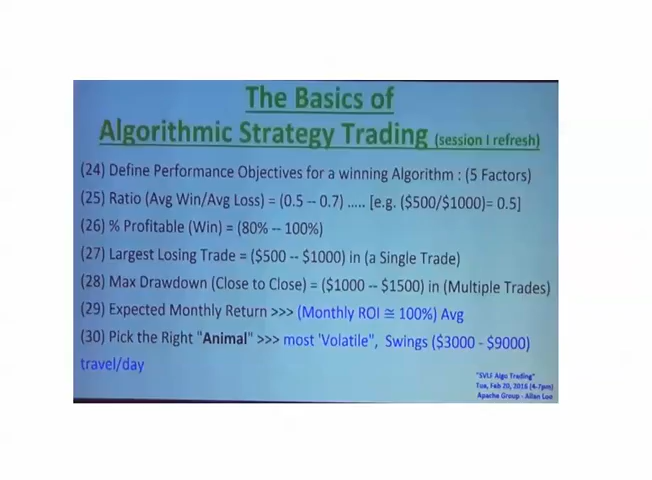 The Basics of
Algorithmic Strategy Trading (session I refresh)
(24) Define Performance Objectives for a winning Algorithm : (5 Factors)
(25) Ratio (Avg Win/Avg Loss) = (0.5 -- 0.7) ..... [e.g. ($500/$1000)= 0.5]
(26) % Profitable (Win) = (80% -- 100%)
(27) Largest Losing Trade = ($500 -- $1000) in (a Single Trade)
(28) Max Drawdown (Close to Close) = ($1000 -- $1500) in (Multiple Trades)
(29) Expected Monthly Return >>> (Monthly ROI ≅ 100%) Avg
(30) Pick the Right "Animal" >>> most 'Volatile", Swings ($3000 - $9000)
travel/day
"SVLF Algo Trading"
Tue, Feb 20, 2016 (4-7pm)
Apache Group - Allan Loo